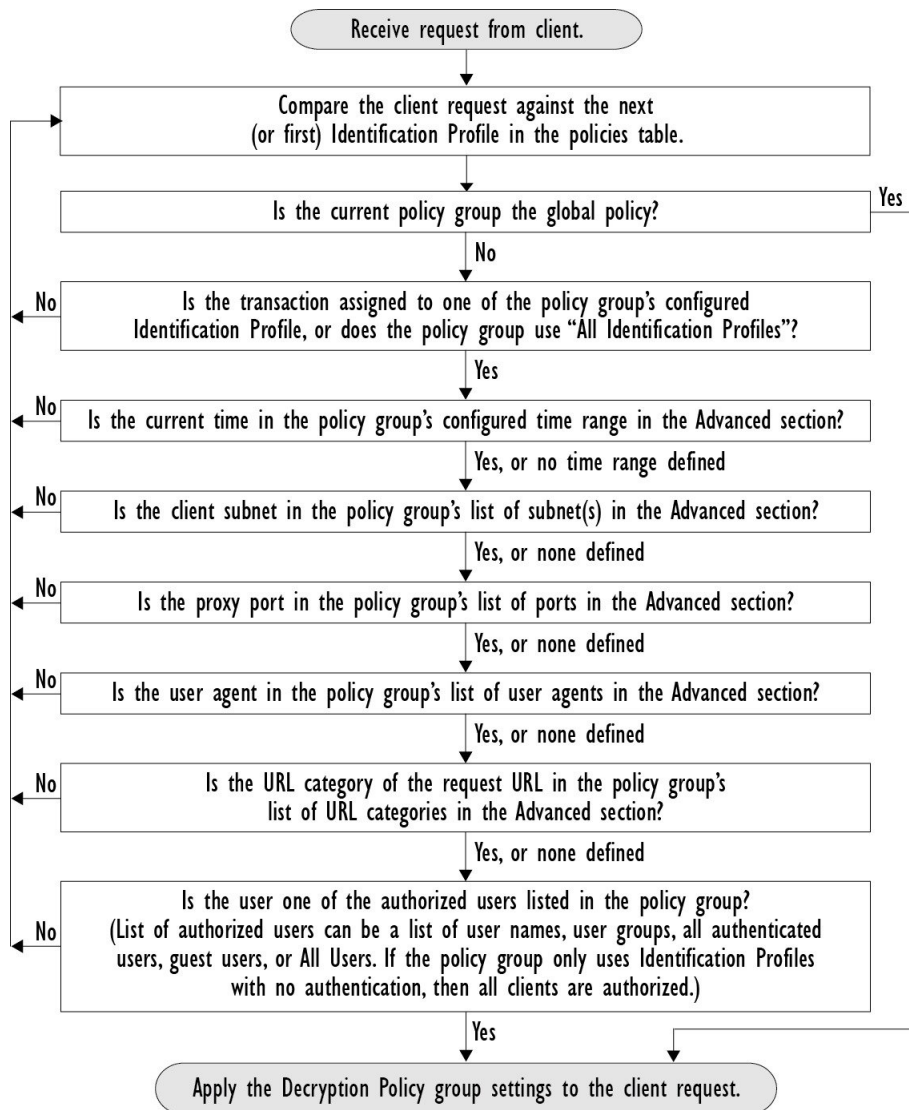 Receive request from client.
Compare the client request against the next
(or first) Identification Profile in the policies table.
Is the current policy group the global policy?
Yes
No
Is the transaction assigned to one of the policy group's configured
Identification Profile, or does the policy group use “All Identification Profiles”?
No
Yes
Is the current time in the policy group's configured time range in the Advanced section?
No
Yes, or no time range defined
Is the client subnet in the policy group's list of subnet(s) in the Advanced section?
No
Yes, or none defined
Is the proxy port in the policy group's list of ports in the Advanced section?
No
Yes, or none defined
Is the user agent in the policy group's list of user agents in the Advanced section?
No
Yes, or none defined
Is the URL category of the request URL in the policy group's
list of URL categories in the Advanced section?
No
Yes, or none defined
Is the user one of the authorized users listed in the policy group?
(List of authorized users can be a list of user names, user groups, all authenticated
users, guest users, or All Users. If the policy group only uses Identification Profiles
with no authentication, then all clients are authorized.)
No
Yes
Apply the Decryption Policy group settings to the client request.